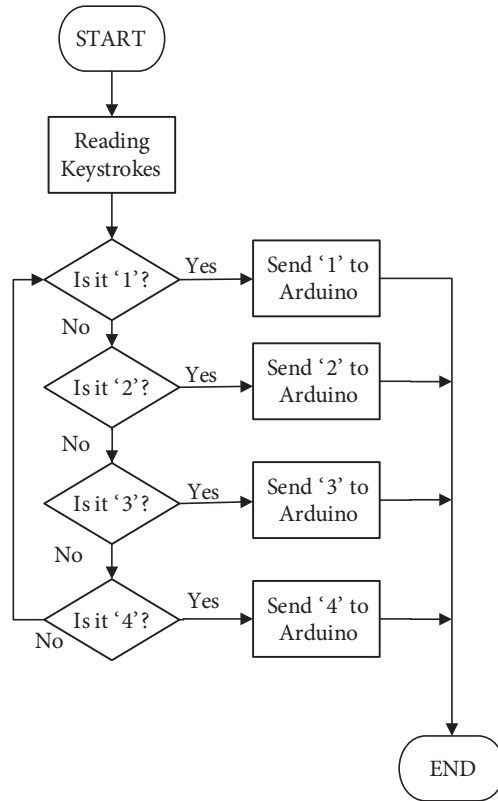 START
Reading
Keystrokes
Is it ‘1’?
Yes
Send ‘1’ to
Arduino
No
Is it ‘2’?
Yes
Send ‘2’ to
Arduino
No
Is it ‘3’?
Yes
Send ‘3’ to
Arduino
No
Is it ‘4’?
Yes
Send ‘4’ to
Arduino
No
END